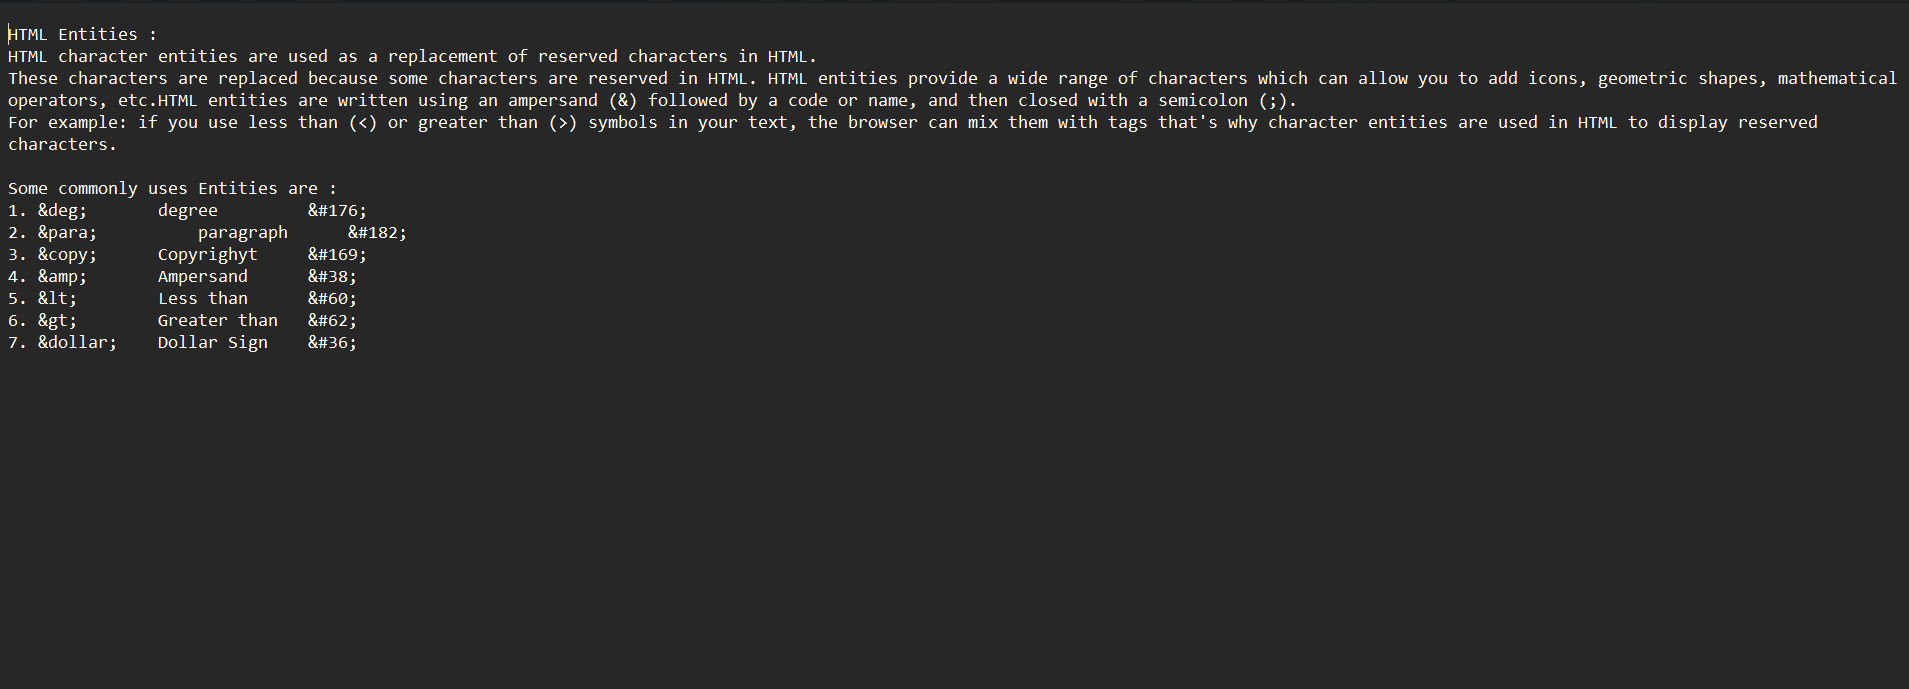 HTML Entities :
HTML character entities are used as a replacement of reserved characters in HTML.
These characters are replaced because some characters are reserved in HTML. HTML entities provide a wide range of characters which can allow you to add icons, geometric shapes, mathematical
operators, etc.HTML entities are written using an ampersand (&) followed by a code or name, and then closed with a semicolon (;).
For example: if you use less than (<) or greater than (>) symbols in your text, the browser can mix them with tags that's why character entities are used in HTML to display reserved
characters.

Some commonly uses Entities are :
1. &deg;       degree         &#176;
2. &para;          paragraph      &#182;
3. &copy;      Copyrighyt     &#169;
4. &amp;       Ampersand      &#38;
5. &lt;        Less than      &#60;
6. &gt;        Greater than   &#62;
7. &dollar;    Dollar Sign    &#36;